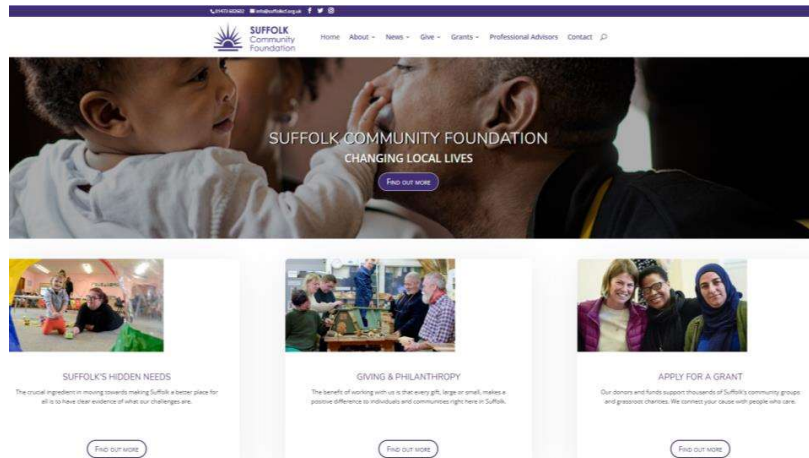 01473 602602 info@suffolkcf.org.uk
SUFFOLK
Community
Foundation
Home About News Give Grants Professional Advisors Contact
SUFFOLK COMMUNITY FOUNDATION
CHANGING LOCAL LIVES
FIND OUT MORE
SUFFOLK'S HIDDEN NEEDS
The crucial ingredient in moving towards making Suffolk a better place for
all is to have clear evidence of what our challenges are.
FIND OUT MORE
GIVING & PHILANTHROPY
The benefit of working with us is that every gift, large or small, makes a
positive difference to individuals and communities right here in Suffolk.
FIND OUT MORE
APPLY FOR A GRANT
Our donors and funds support thousands of Suffolk's community groups
and grassroot charities. We connect your cause with people who care.
FIND OUT MORE